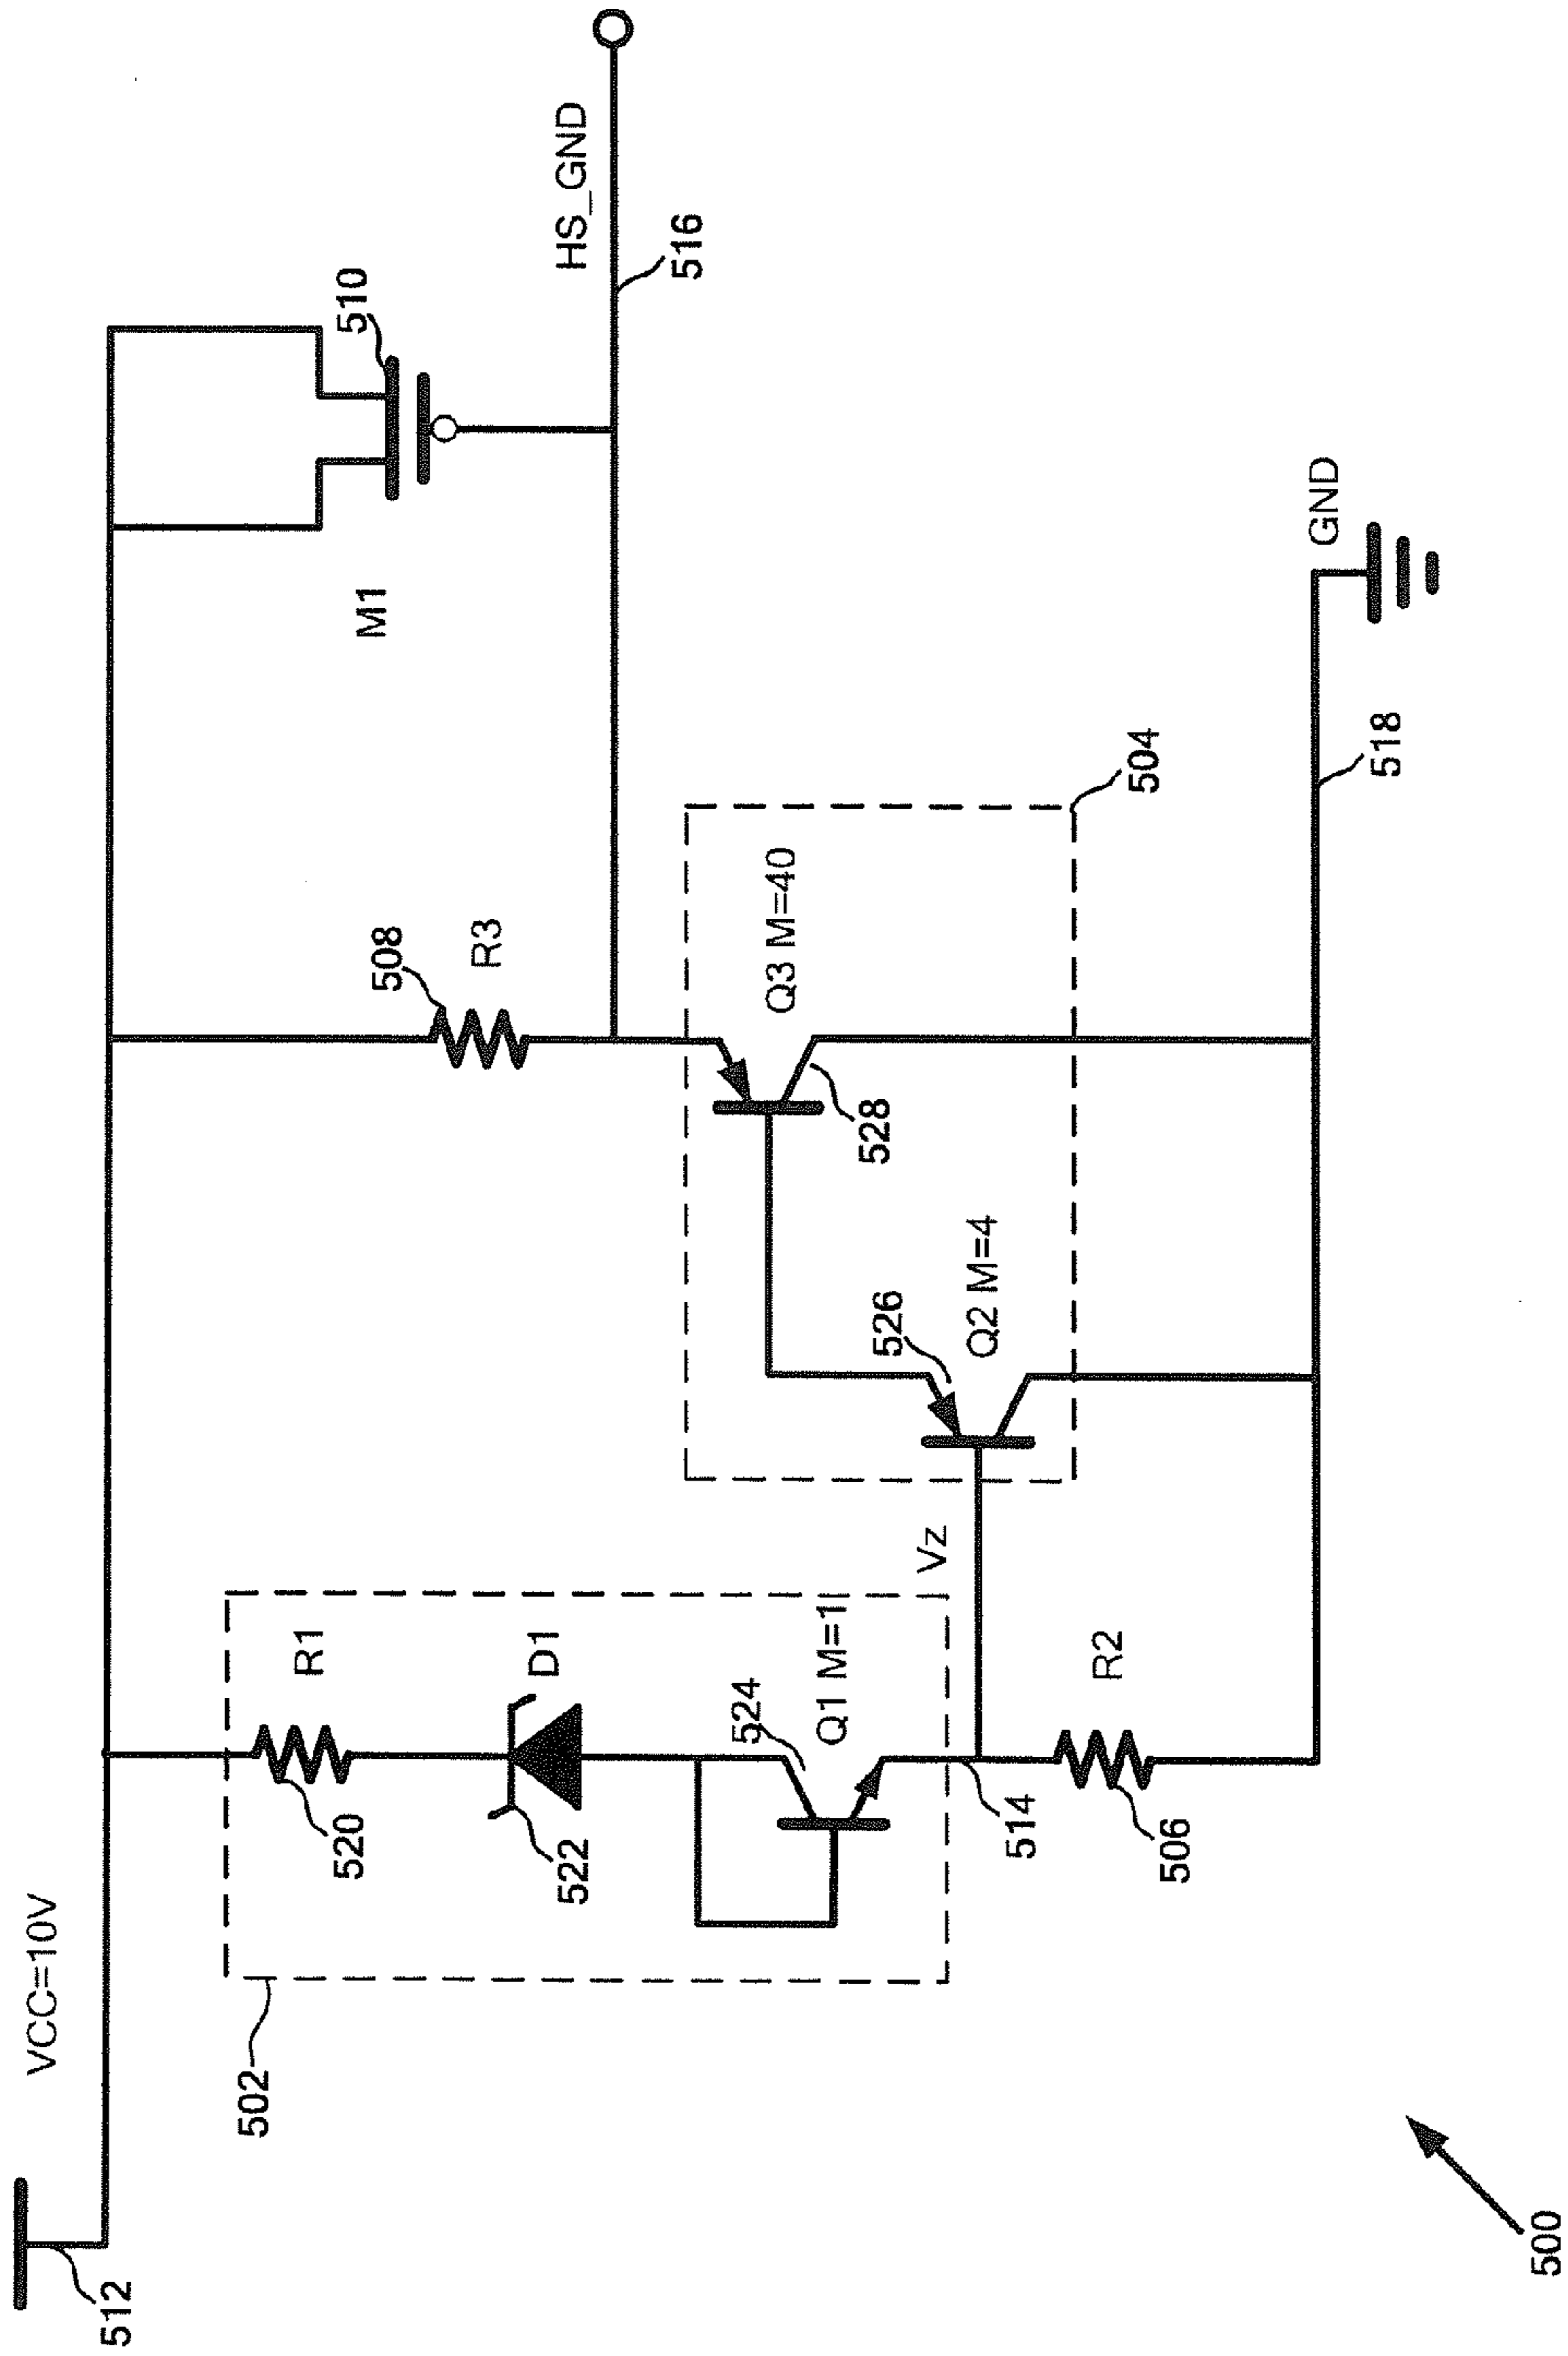 512
VCC=10V
502
R1
520
D1
522
524
Q1 M=1
Vz
514
R2
506
508
R3
Q3 M=40
528
526
Q2 M=4
504
M1
510
HS_GND
516
518
GND
500